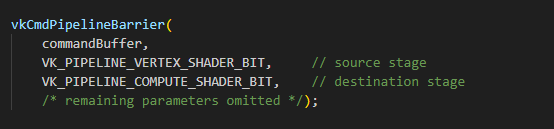 vkCmdPipelineBarrier(
    commandBuffer,
    VK_PIPELINE_VERTEX_SHADER_BIT,     // source stage
    VK_PIPELINE_COMPUTE_SHADER_BIT,    // destination stage
    /* remaining parameters omitted */);